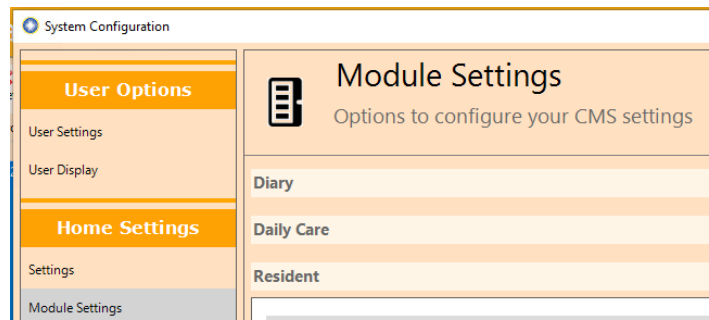 System Configuration
User Options
User Settings
User Display
Home Settings
Settings
Module Settings
Module Settings
Options to configure your CMS settings
Diary
Daily Care
Resident